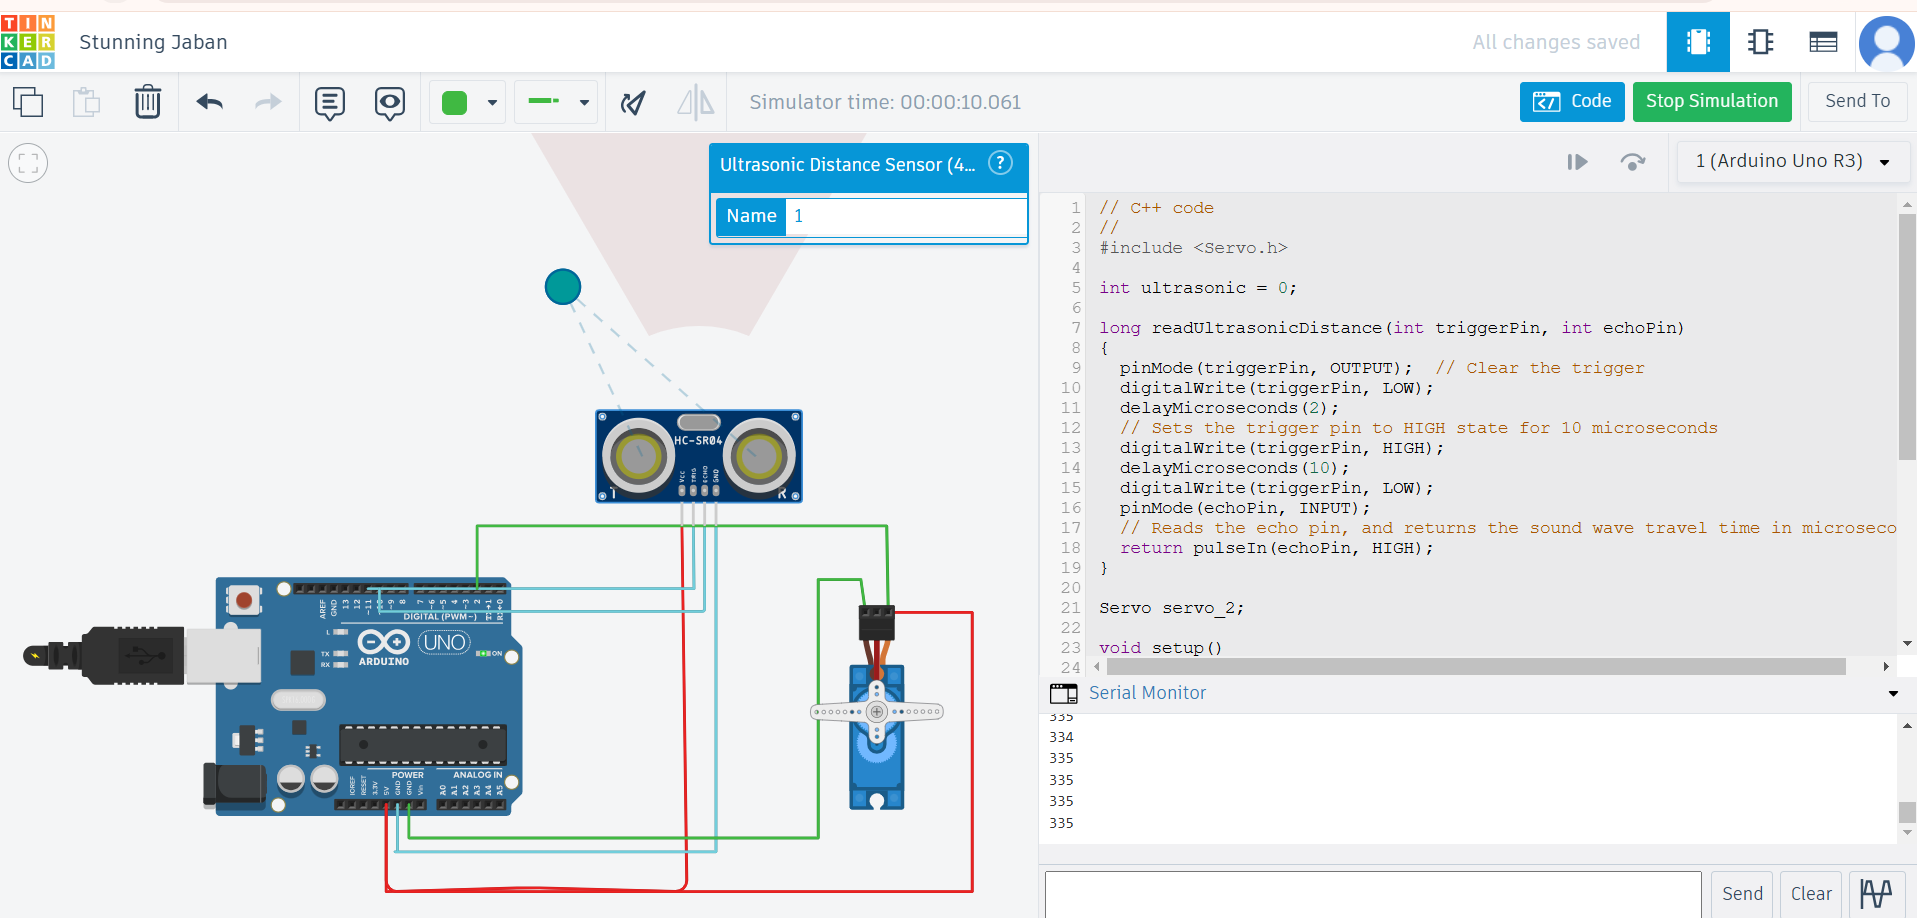 TINKERCAD
Stunning Jaban
All changes saved
Simulator time: 00:00:10.061
Code
Stop Simulation
Send To
Ultrasonic Distance Sensor (4... ?
Name 1
1 (Arduino Uno R3)
1 // C++ code
2 //
3 #include <Servo.h>
4
5 int ultrasonic = 0;
6
7 long readUltrasonicDistance(int triggerPin, int echoPin)
8 {
9 pinMode(triggerPin, OUTPUT); // Clear the trigger
10 digitalWrite(triggerPin, LOW);
11 delayMicroseconds(2);
12 // Sets the trigger pin to HIGH state for 10 microseconds
13 digitalWrite(triggerPin, HIGH);
14 delayMicroseconds(10);
15 digitalWrite(triggerPin, LOW);
16 pinMode(echoPin, INPUT);
17 // Reads the echo pin, and returns the sound wave travel time in microseco
18 return pulseIn(echoPin, HIGH);
19 }
20
21 Servo servo_2;
22
23 void setup()
24
Serial Monitor
335
334
335
335
335
335
Send
Clear
HC-SR04
VCC TRIG ECHO GND
T R
AREF GND 13 12 ~11 ~9 8 7 ~6 ~5 4 ~3 2 TX→1 RX←0
DIGITAL (PWM~)
L
TX
RX
UNO
ON
ARDUINO
POWER ANALOG IN
IOREF RESET 3.3V 5V GND GND Vin A0 A1 A2 A3 A4 A5